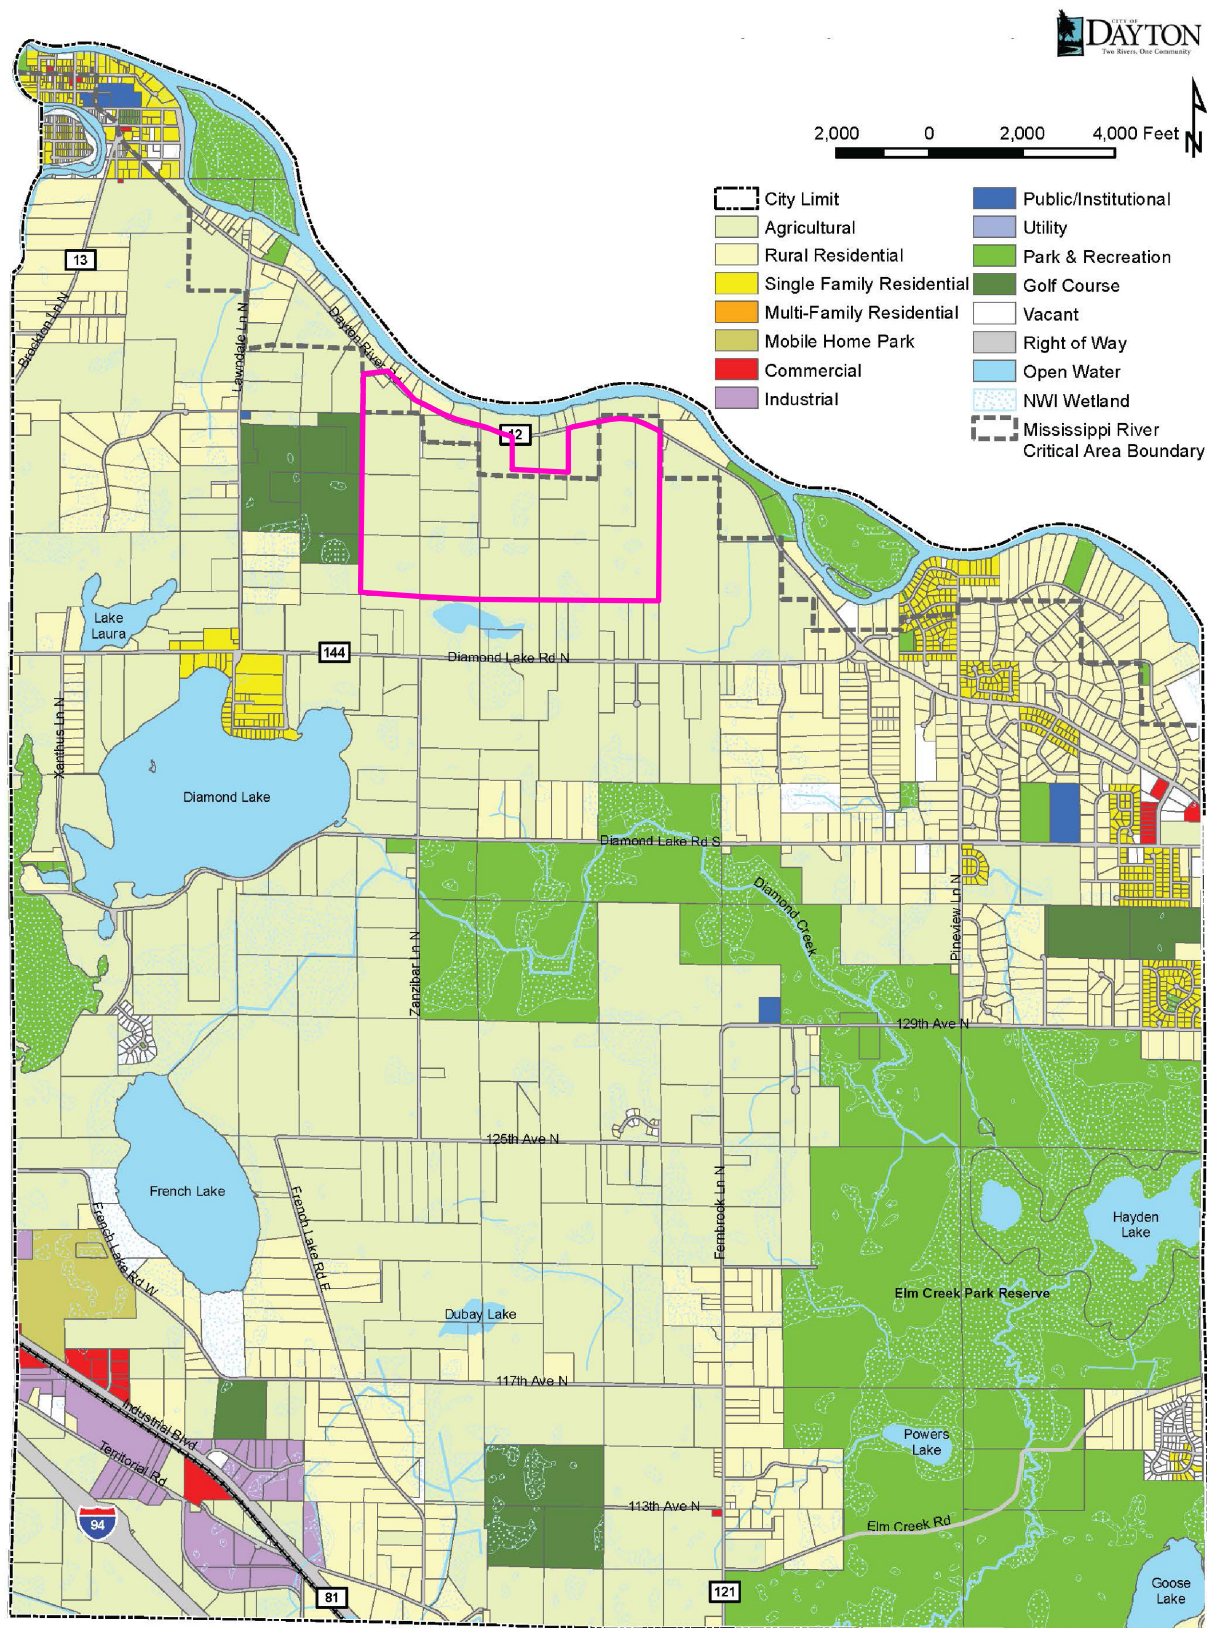 CITY OF
DAYTON
Two Rivers, One Community
2,000 0 2,000 4,000 Feet
N
City Limit
Agricultural
Rural Residential
Single Family Residential
Multi-Family Residential
Mobile Home Park
Commercial
Industrial
Public/Institutional
Utility
Park & Recreation
Golf Course
Vacant
Right of Way
Open Water
NWI Wetland
Mississippi River
Critical Area Boundary
13
Brockton Ln N
Lawndale Ln N
Dayton River Rd
12
Lake
Laura
144
Diamond Lake Rd N
Xanthus Ln N
Diamond Lake
Diamond Lake Rd S
Diamond Creek
Pineview Ln N
Zanzibar Ln N
129th Ave N
125th Ave N
French Lake
French Lake Rd W
French Lake Rd E
Fernbrook Ln N
Hayden
Lake
Elm Creek Park Reserve
Dubay Lake
117th Ave N
Industrial Blvd
Territorial Rd
Powers
Lake
113th Ave N
Elm Creek Rd
94
81
121
Goose
Lake